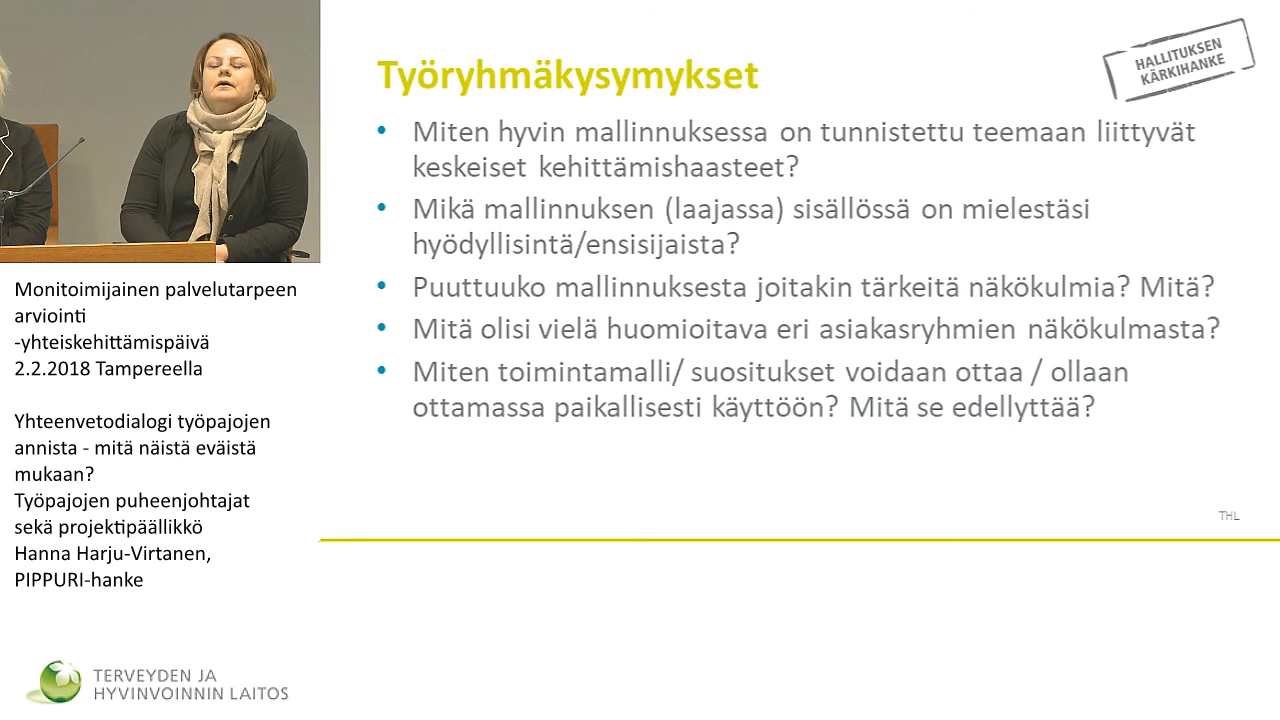 Työryhmäkysymykset
HALLITUKSEN
KÄRKIHANKE
• Miten hyvin mallinnuksessa on tunnistettu teemaan liittyvät
keskeiset kehittämishaasteet?
• Mikä mallinnuksen (laajassa) sisällössä on mielestäsi
hyödyllisintä/ensisijaista?
• Puuttuuko mallinnuksesta joitakin tärkeitä näkökulmia? Mitä?
• Mitä olisi vielä huomioitava eri asiakasryhmien näkökulmasta?
• Miten toimintamalli/ suositukset voidaan ottaa / ollaan
ottamassa paikallisesti käyttöön? Mitä se edellyttää?
THL
Monitoimijainen palvelutarpeen
arviointi
-yhteiskehittämispäivä
2.2.2018 Tampereella
Yhteenvetodialogi työpajojen
annista - mitä näistä eväistä
mukaan?
Työpajojen puheenjohtajat
sekä projektipäällikkö
Hanna Harju-Virtanen,
PIPPURI-hanke
TERVEYDEN JA
HYVINVOINNIN LAITOS